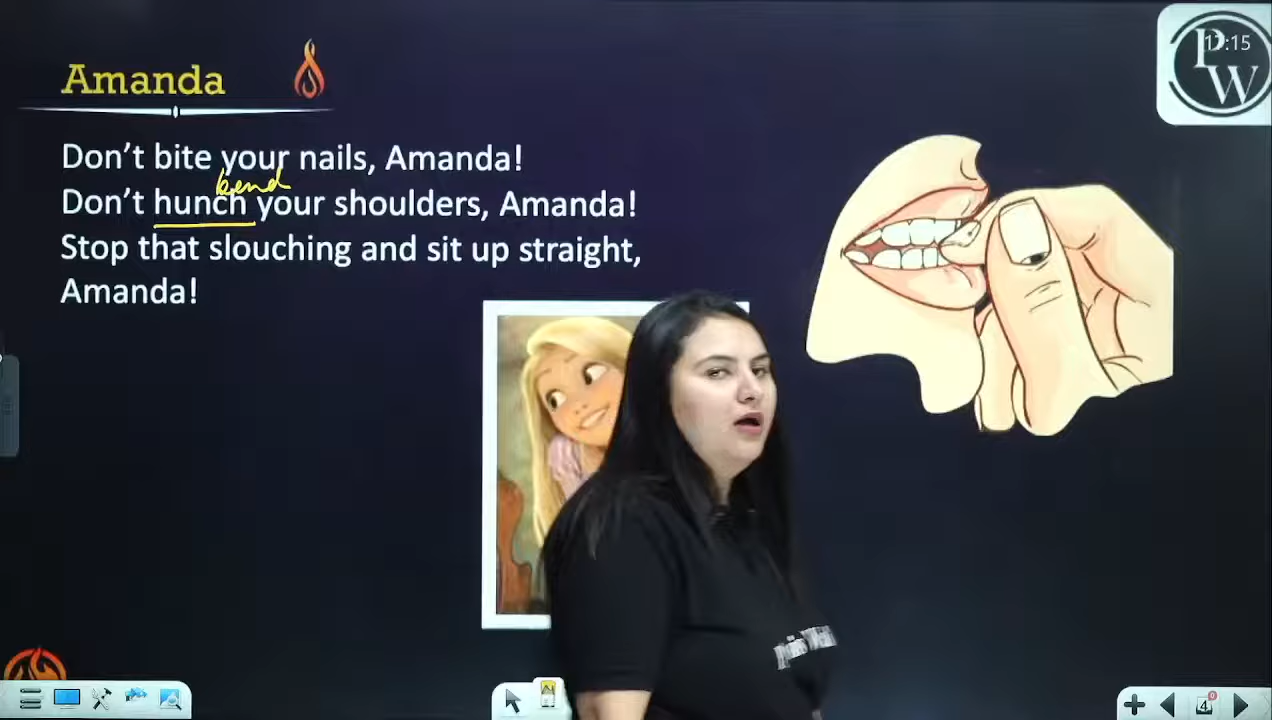 Amanda
Don't bite your nails, Amanda!
bend
Don't hunch your shoulders, Amanda!
Stop that slouching and sit up straight,
Amanda!
PW
:15
4